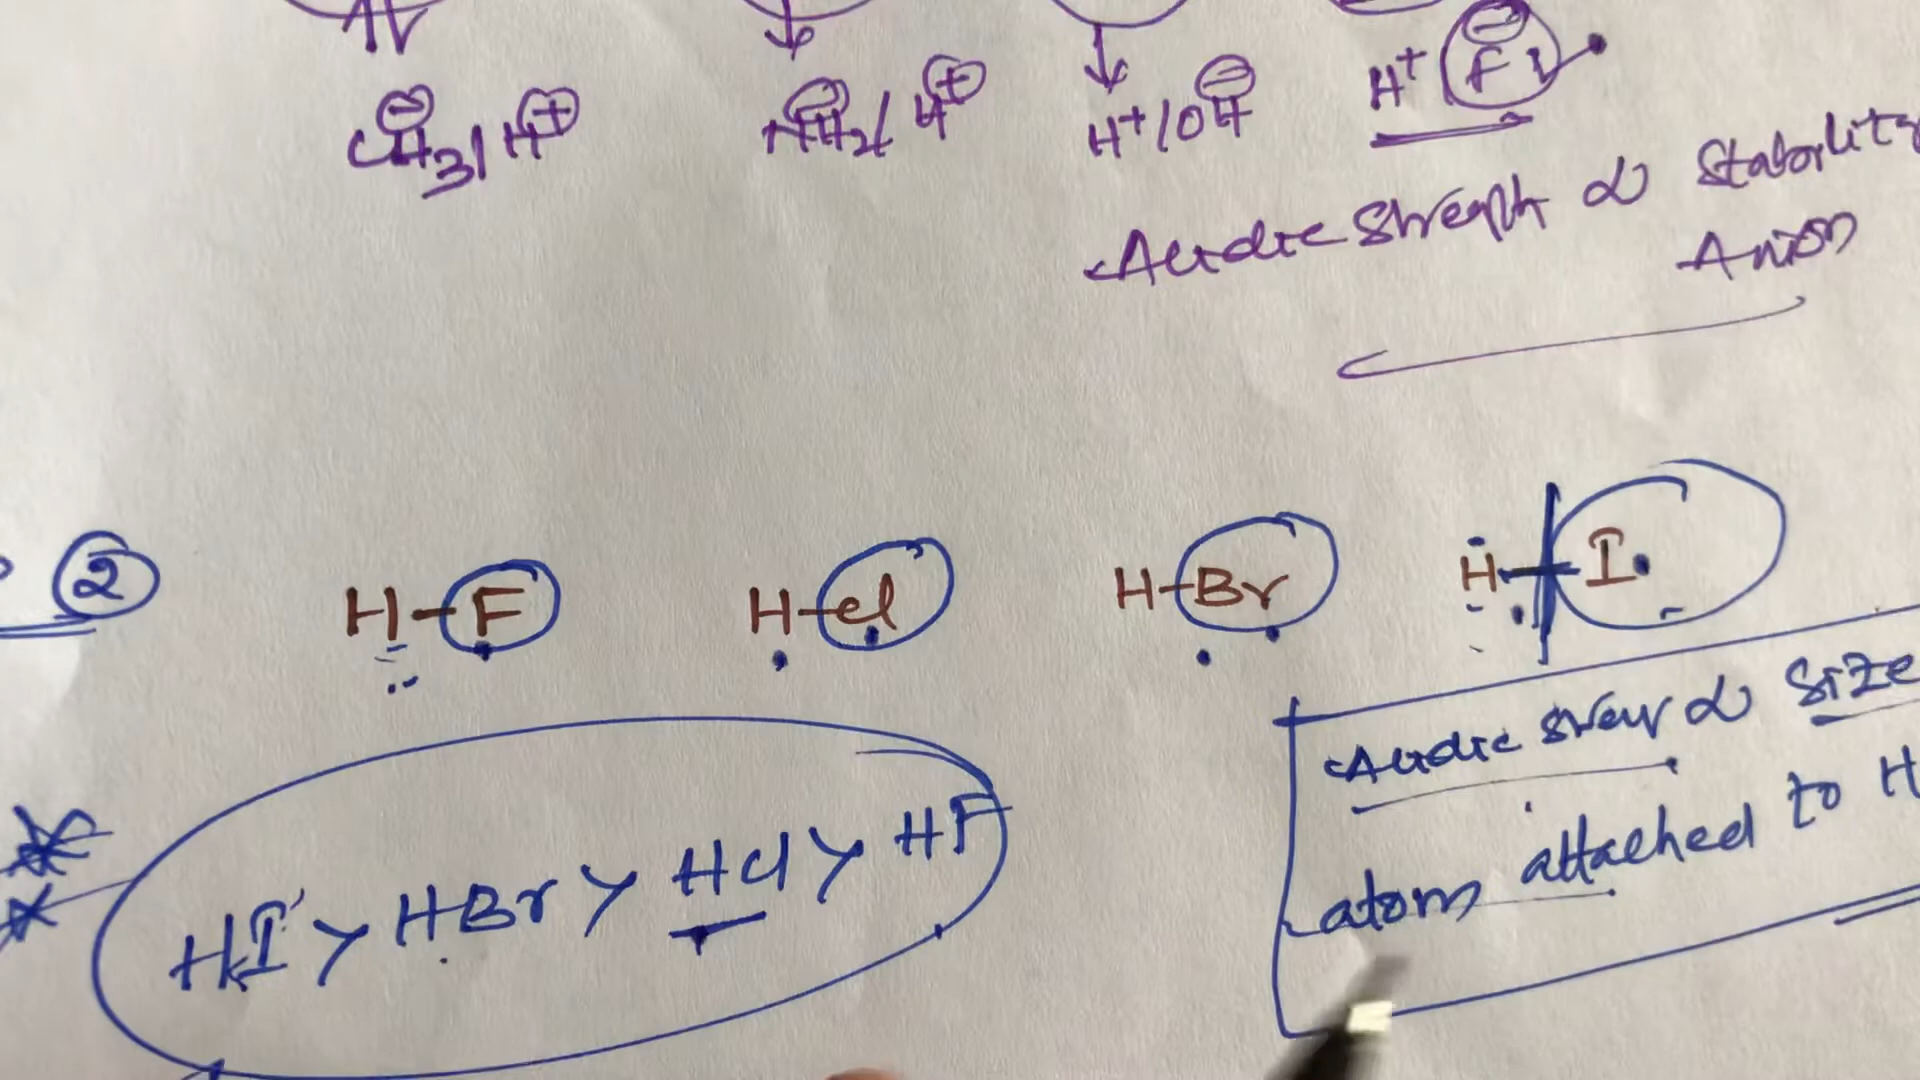 CH3⊖/H⊕ NH2⊖/H⊕ H+/OH⊖ H+ F⊖
Acidic Strength ∝ Stability
Anion
② H-F H-Cl H-Br H-I
Acidic ∝ Size
atom attached to H
HI > HBr > HCl > HF